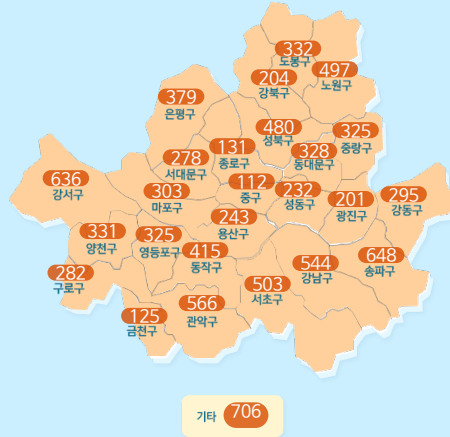 332
도봉구
497
노원구
204
강북구
379
은평구
480
성북구
325
중랑구
131
종로구
328
동대문구
278
서대문구
636
강서구
303
마포구
112
중구
232
성동구
201
광진구
295
강동구
243
용산구
331
양천구
325
영등포구
415
동작구
648
송파구
544
강남구
282
구로구
503
서초구
566
관악구
125
금천구
기타 706